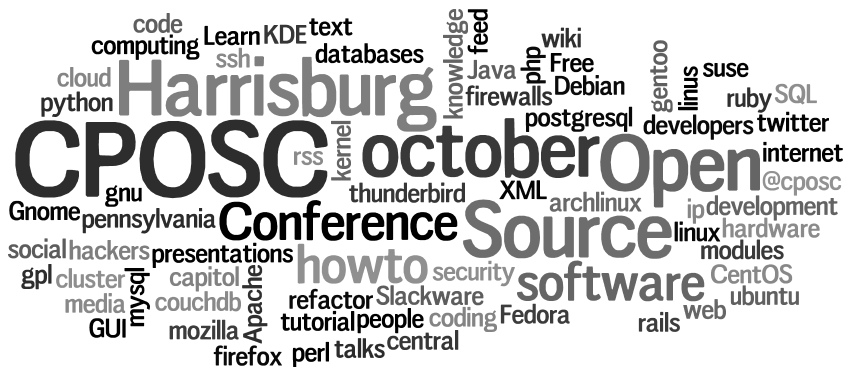 code
computing
Learn
KDE
text
knowledge
feed
wiki
ssh
databases
cloud
Harrisburg
Java
php
Free
gentoo
linus
suse
python
firewalls
Debian
ruby
SQL
postgresql
developers
twitter
CPOSC
rss
kernel
october
Open
internet
@cposc
gnu
thunderbird
XML
archlinux
ip
development
Gnome
pennsylvania
Conference
Source
linux
hardware
social
hackers
presentations
howto
security
modules
gpl
cluster
mysql
capitol
Apache
software
CentOS
media
couchdb
refactor
Slackware
ubuntu
GUI
mozilla
tutorial
people
coding
Fedora
rails
web
firefox
perl
talks
central